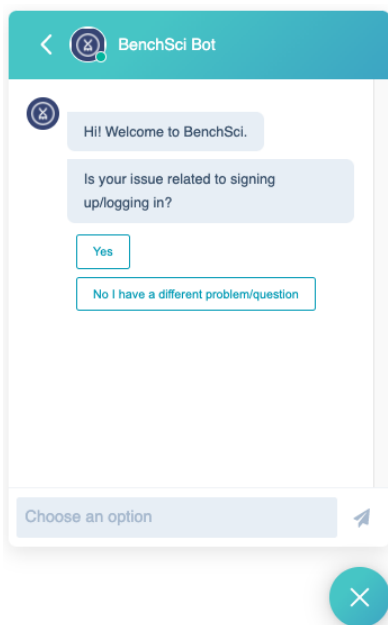 BenchSci Bot
Hi! Welcome to BenchSci.
Is your issue related to signing
up/logging in?
Yes
No I have a different problem/question
Choose an option